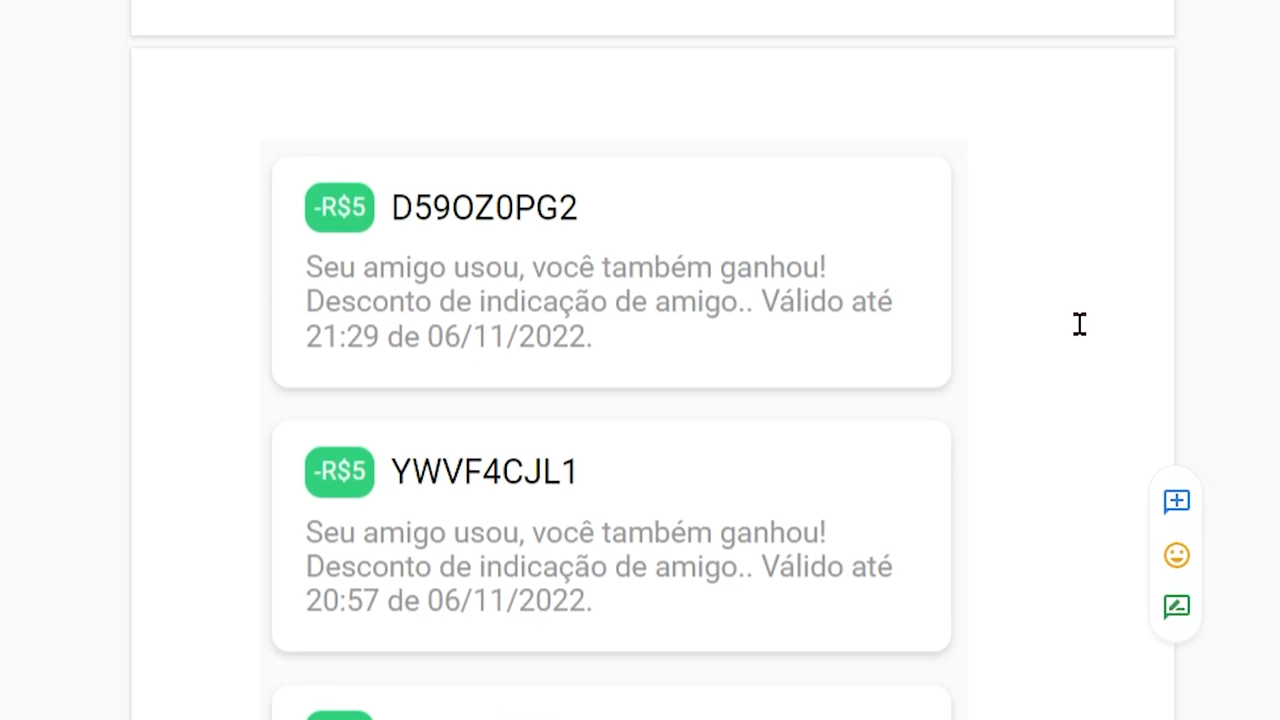 -R$5 D59OZ0PG2
Seu amigo usou, você também ganhou!
Desconto de indicação de amigo.. Válido até
21:29 de 06/11/2022.
-R$5 YWVF4CJL1
Seu amigo usou, você também ganhou!
Desconto de indicação de amigo.. Válido até
20:57 de 06/11/2022.